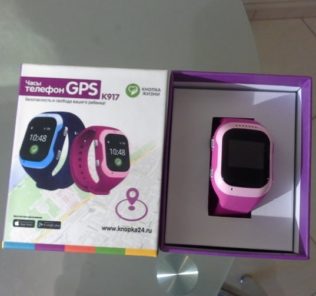 Часы
телефон GPS
K917
Безопасность и свобода вашего ребенка!
КНОПКА
ЖИЗНИ
10:48
10:48
www.knopka24.ru